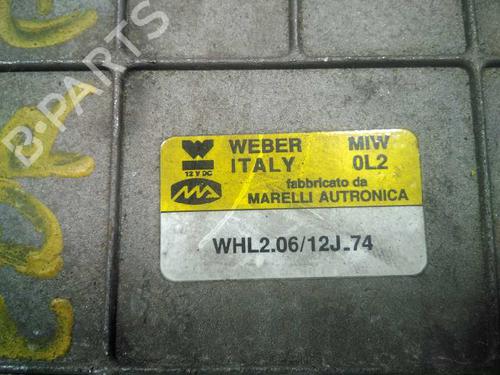 WEBER MIW
ITALY 0L2
12 V DC
fabbricato da
MARELLI AUTRONICA
WHL2.06/12J.74
B-PARTS